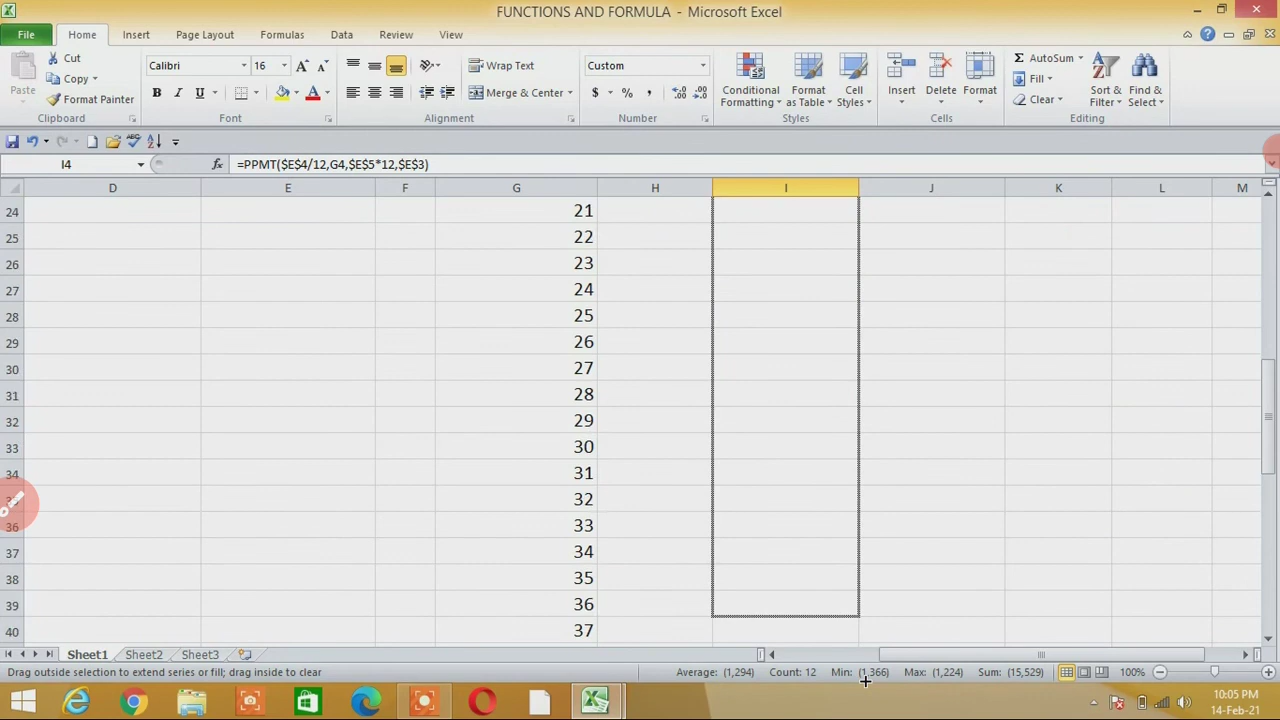 FUNCTIONS AND FORMULA - Microsoft Excel
File Home Insert Page Layout Formulas Data Review View
Paste
Cut
Copy
Format Painter
Clipboard
Calibri 16
B I U A
Font
Wrap Text
Merge & Center
Alignment
Custom
$ % ,
Number
Conditional Formatting
Format as Table
Cell Styles
Styles
Insert Delete Format
Cells
Σ AutoSum
Fill
Clear
Sort & Filter
Find & Select
Editing
I4 fx =PPMT($E$4/12,G4,$E$5*12,$E$3)
D E F G H I J K L M
24 21
25 22
26 23
27 24
28 25
29 26
30 27
31 28
32 29
33 30
34 31
32
36 33
37 34
38 35
39 36
40 37
Sheet1 Sheet2 Sheet3
Drag outside selection to extend series or fill; drag inside to clear Average: (1,294) Count: 12 Min: (1,366) Max: (1,224) Sum: (15,529) 100%
10:05 PM
14-Feb-21